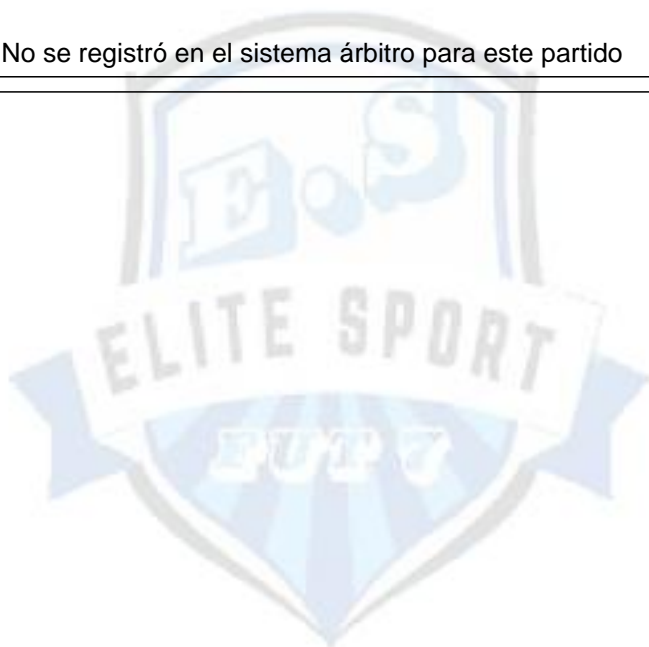 No se registró en el sistema árbitro para este partido
E.S
ELITE SPORT
FUT 7